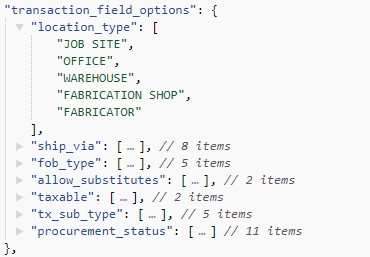 "transaction_field_options": {
"location_type": [
"JOB SITE",
"OFFICE",
"WAREHOUSE",
"FABRICATION SHOP",
"FABRICATOR"
],
"ship_via": [ … ], // 8 items
"fob_type": [ … ], // 5 items
"allow_substitutes": [ … ], // 2 items
"taxable": [ … ], // 2 items
"tx_sub_type": [ … ], // 5 items
"procurement_status": [ … ] // 11 items
},